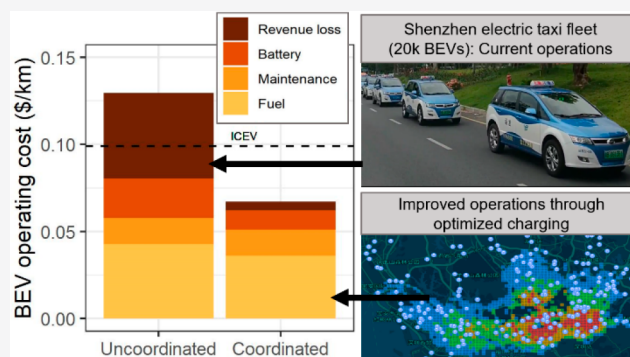 Revenue loss
Battery
Maintenance
Fuel
BEV operating cost ($/km)
0.15
0.10
0.05
0.00
ICEV
Uncoordinated
Coordinated
Shenzhen electric taxi fleet
(20k BEVs): Current operations
Improved operations through
optimized charging